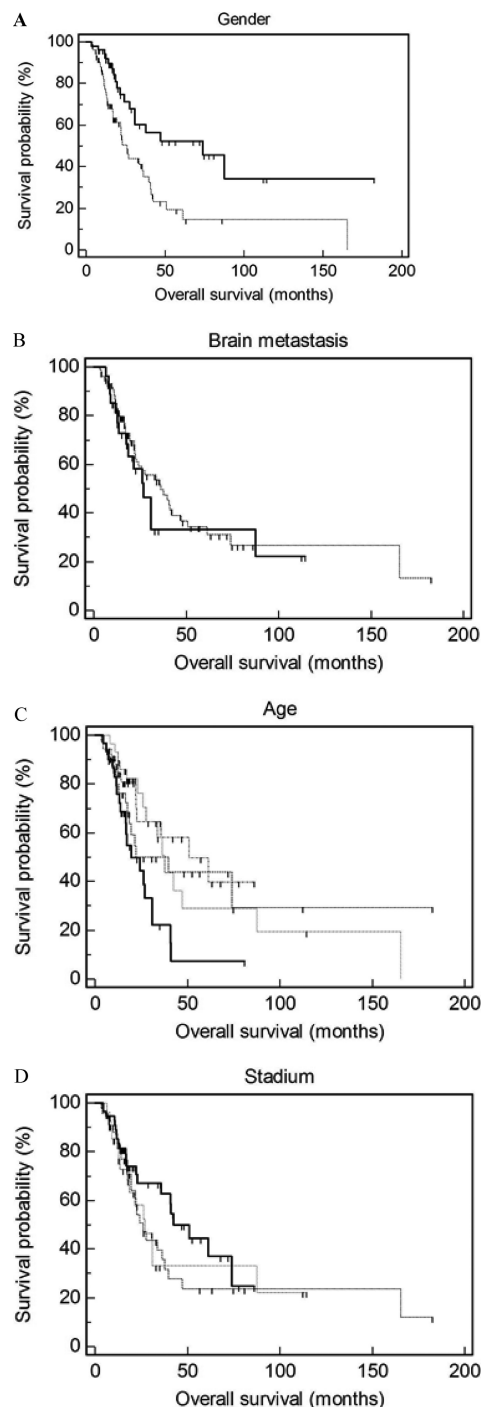 A
Gender
Survival probability (%)
100
80
60
40
20
0
0 50 100 150 200
Overall survival (months)
B
Brain metastasis
Survival probability (%)
100
80
60
40
20
0
0 50 100 150 200
Overall survival (months)
C
Age
Survival probability (%)
100
80
60
40
20
0
0 50 100 150 200
Overall survival (months)
D
Stadium
Survival probability (%)
100
80
60
40
20
0
0 50 100 150 200
Overall survival (months)